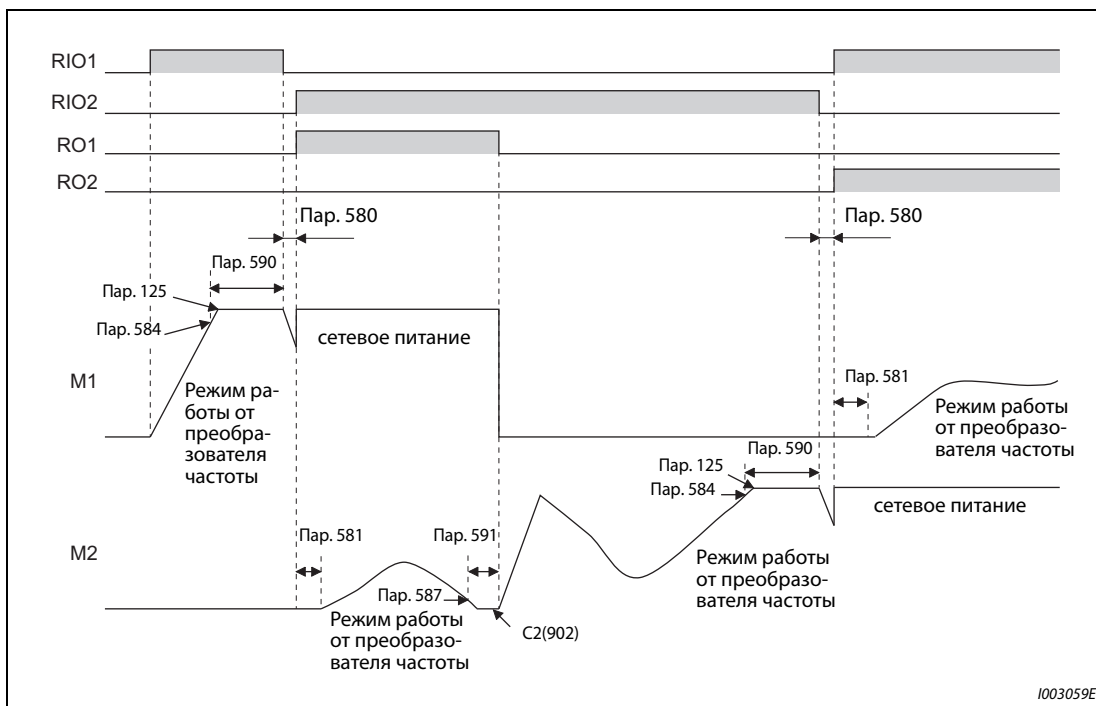 RIO1
RIO2
RO1
RO2
Пар. 580
Пар. 580
Пар. 590
Пар. 125
Пар. 584
сетевое питание
M1
Режим ра-
боты от
преобра-
зователя
частоты
Пар. 581
Режим работы
от преобразо-
вателя частоты
Пар. 590
Пар. 125
Пар. 584
сетевое питание
M2
Пар. 581
Пар. 591
Режим работы
от преобразо-
вателя частоты
Пар. 587
Режим работы
от преобразо-
вателя частоты
C2(902)
I003059E